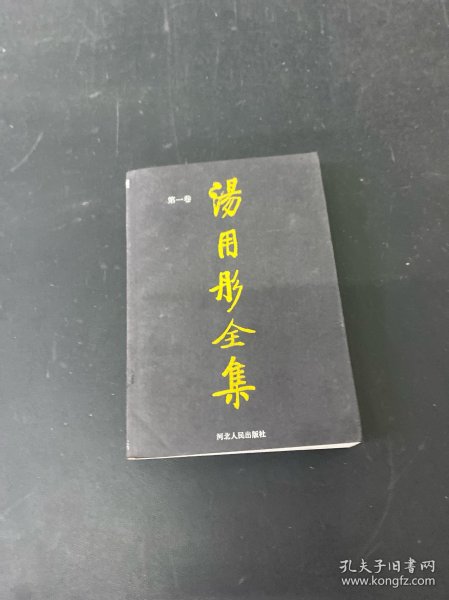 第一卷
湯用彤全集
河北人民出版社
孔夫子旧书网
www.kongfz.com